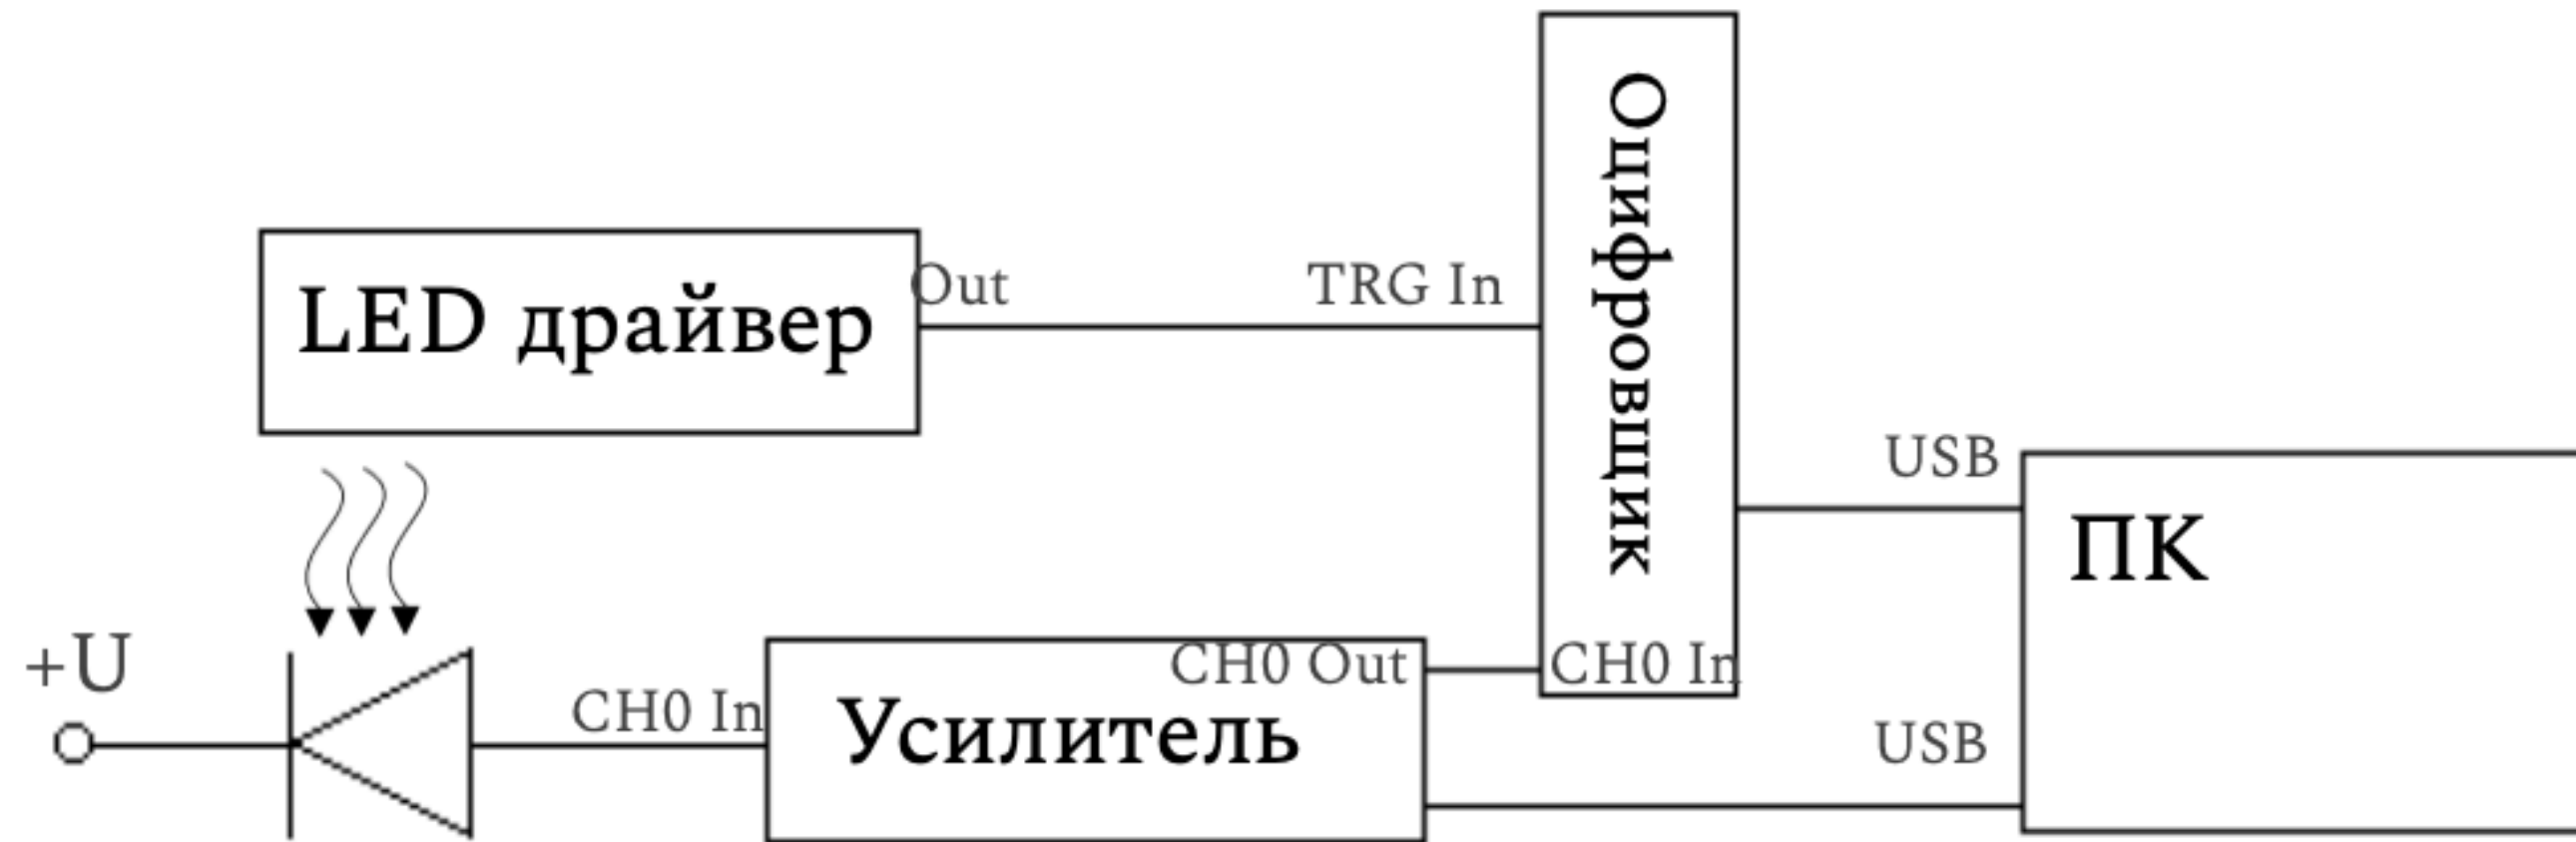 Оцифровщик
Out
TRG In
LED драйвер
USB
ПК
+U
CH0 Out
CH0 In
CH0 In
Усилитель
USB